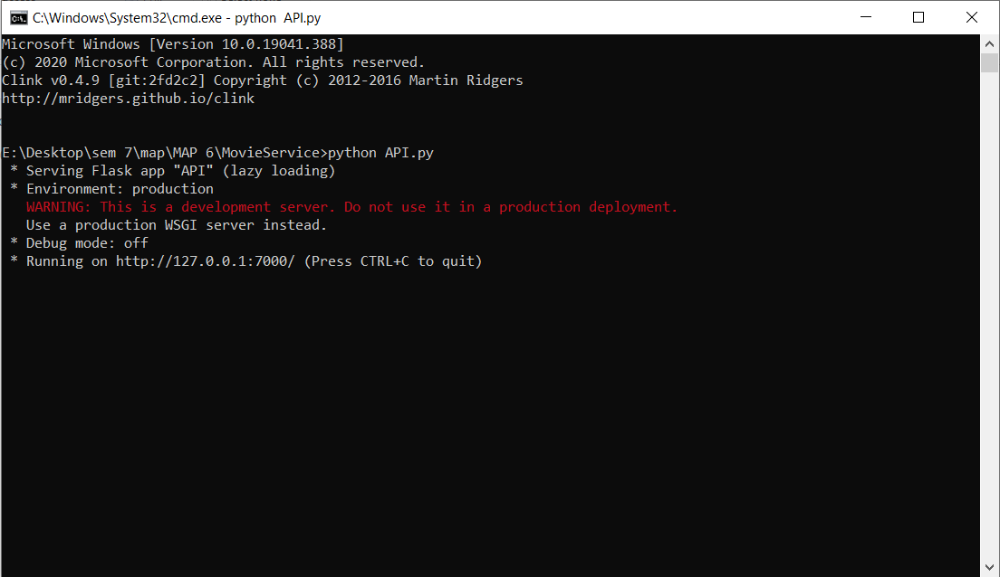 C:\Windows\System32\cmd.exe - python  API.py
Microsoft Windows [Version 10.0.19041.388]
(c) 2020 Microsoft Corporation. All rights reserved.
Clink v0.4.9 [git:2fd2c2] Copyright (c) 2012-2016 Martin Ridgers
http://mridgers.github.io/clink
E:\Desktop\sem 7\map\MAP 6\MovieService>python API.py
 * Serving Flask app "API" (lazy loading)
 * Environment: production
   WARNING: This is a development server. Do not use it in a production deployment.
   Use a production WSGI server instead.
 * Debug mode: off
 * Running on http://127.0.0.1:7000/ (Press CTRL+C to quit)